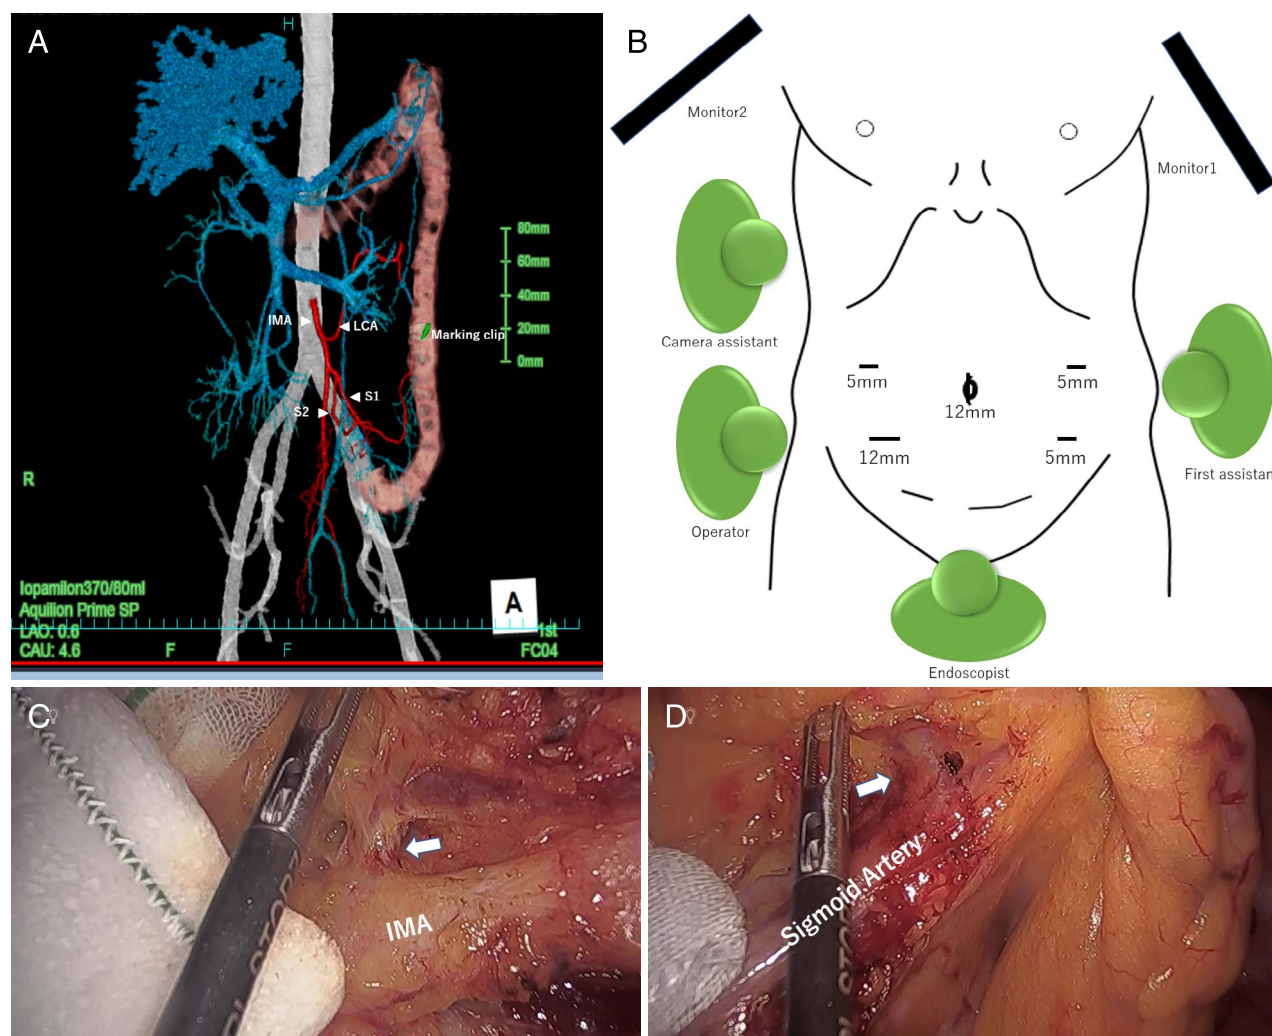 A
H
80mm
60mm
40mm
20mm
0mm
IMA
LCA
Marking clip
S1
S2
R
Iopamilon370/80ml
Aquilion Prime SP
LAO: 0.6
CAU: 4.6
F
F
A
1st
FC04
B
Monitor2
Monitor1
Camera assistant
5mm
5mm
12mm
12mm
5mm
Operator
First assistan
Endoscopist
C
IMA
D
Sigmoid Artery